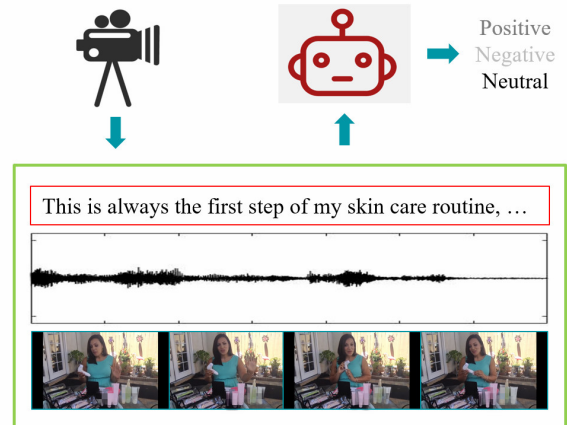 Positive
Negative
Neutral
This is always the first step of my skin care routine, …